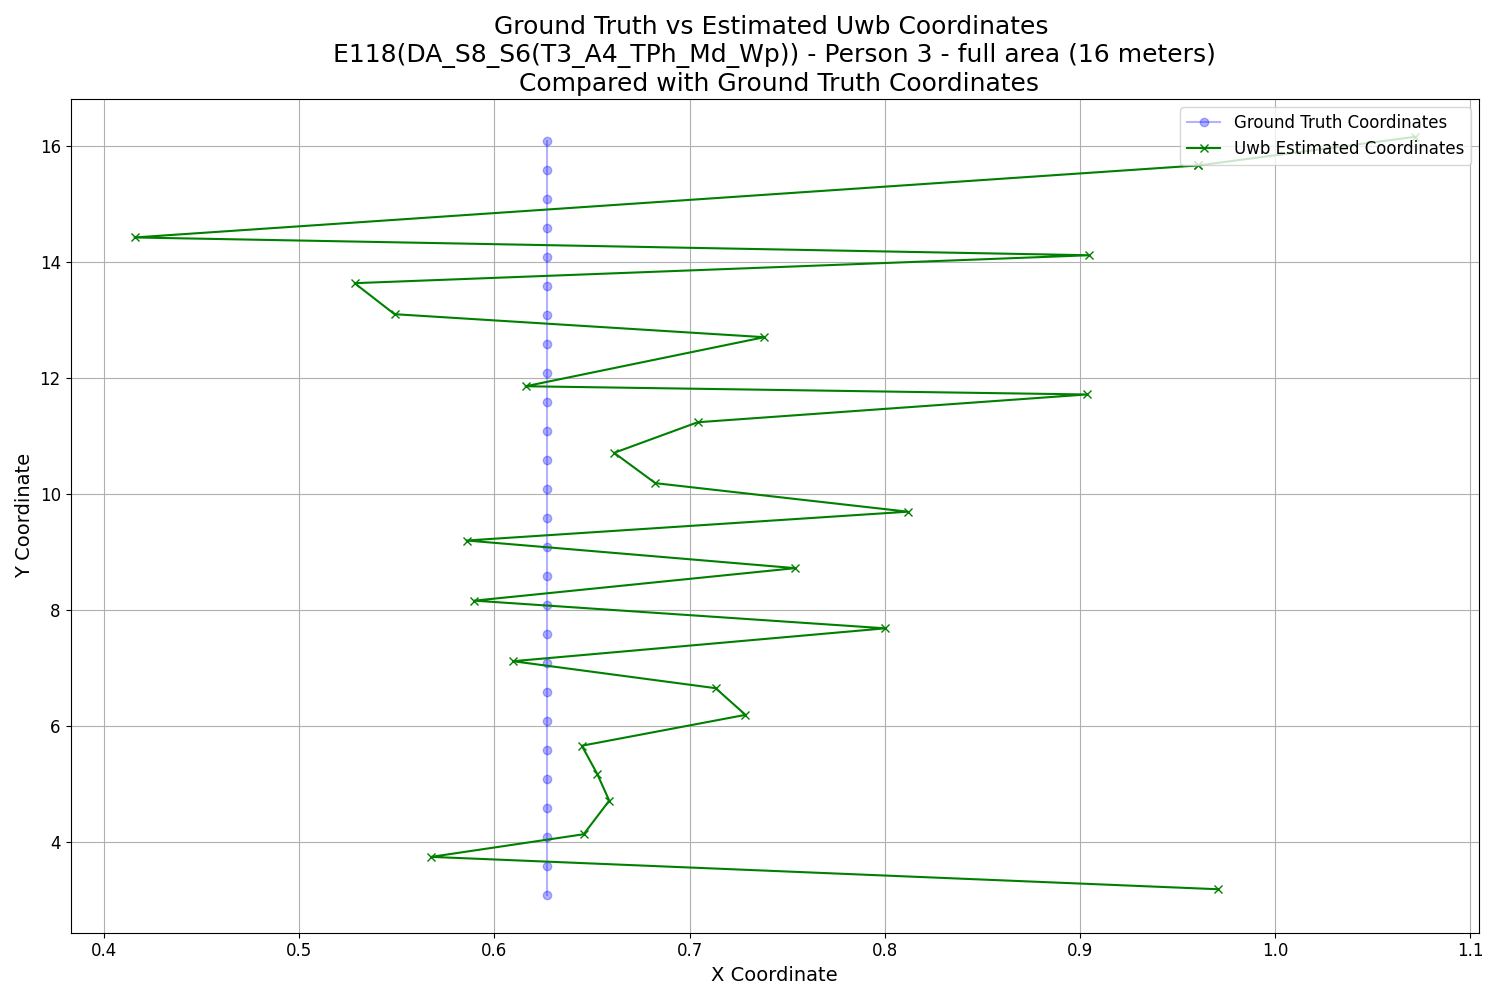 Ground Truth vs Estimated Uwb Coordinates
E118(DA_S8_S6(T3_A4_TPh_Md_Wp)) - Person 3 - full area (16 meters)
Compared with Ground Truth Coordinates
Ground Truth Coordinates
Uwb Estimated Coordinates
16
14
12
10
8
6
4
Y Coordinate
0.4 0.5 0.6 0.7 0.8 0.9 1.0 1.1
X Coordinate